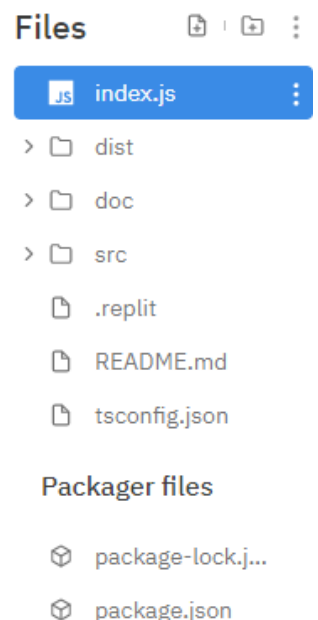 Files
JS index.js
dist
doc
src
.replit
README.md
tsconfig.json
Packager files
package-lock.j...
package.json